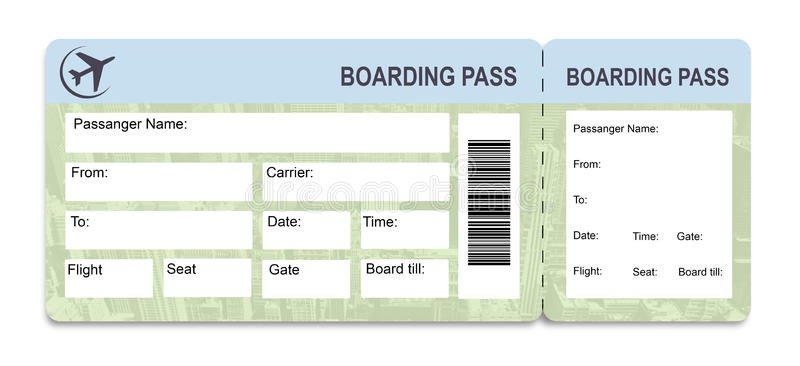 BOARDING PASS
Passanger Name:
From: Carrier:
To: Date: Time:
Flight Seat Gate Board till:
BOARDING PASS
Passanger Name:
From:
To:
Date: Time: Gate:
Flight: Seat: Board till:
dreamstime